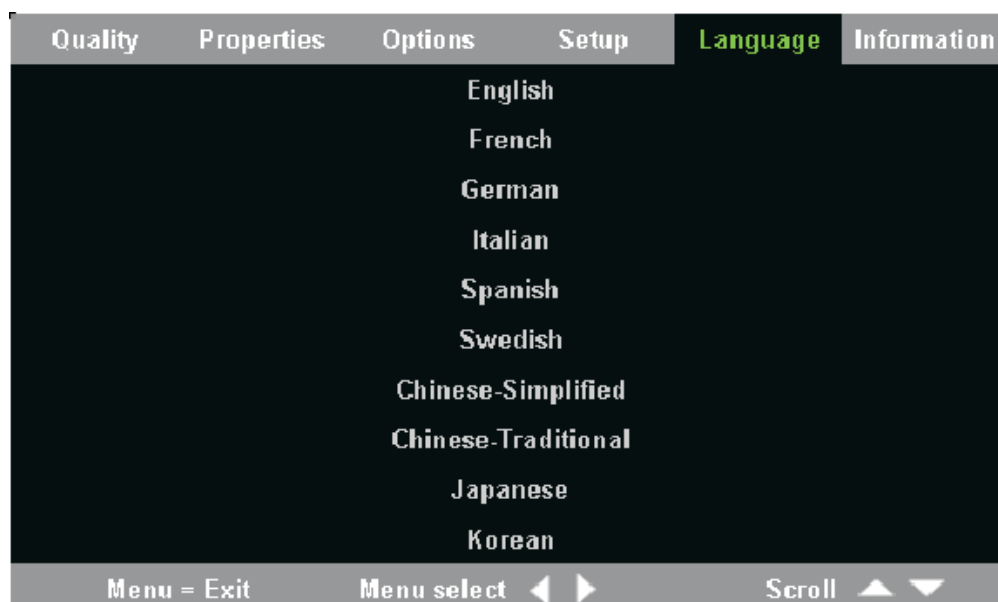 Quality Properties Options Setup Language Information
English
French
German
Italian
Spanish
Swedish
Chinese-Simplified
Chinese-Traditional
Japanese
Korean
Menu = Exit Menu select Scroll